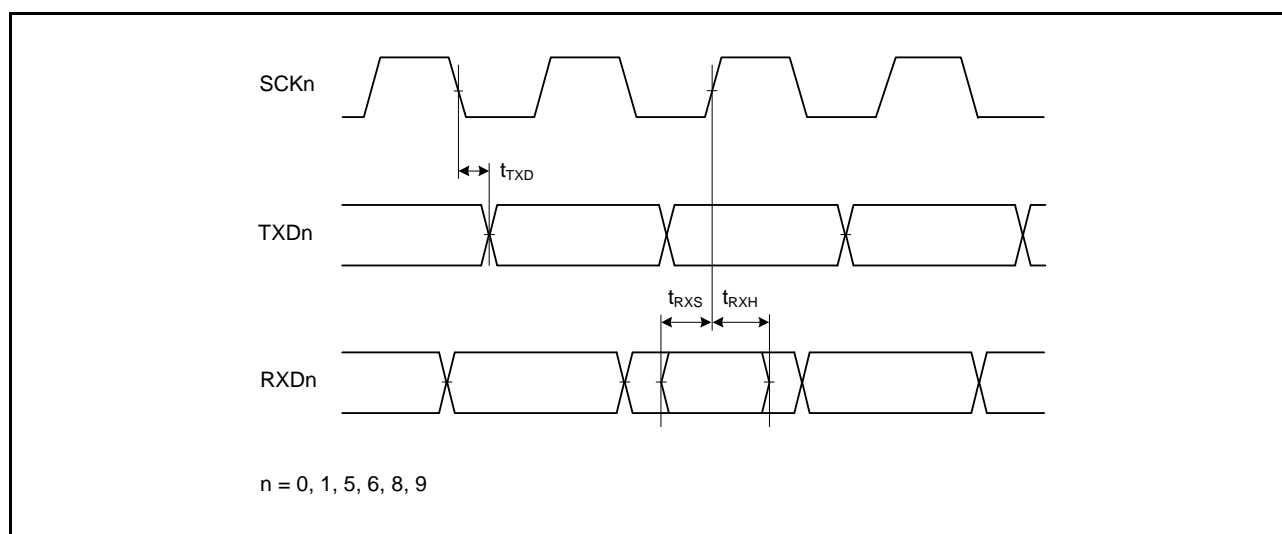 SCKn
tTXD
TXDn
tRXS tRXH
RXDn
n = 0, 1, 5, 6, 8, 9